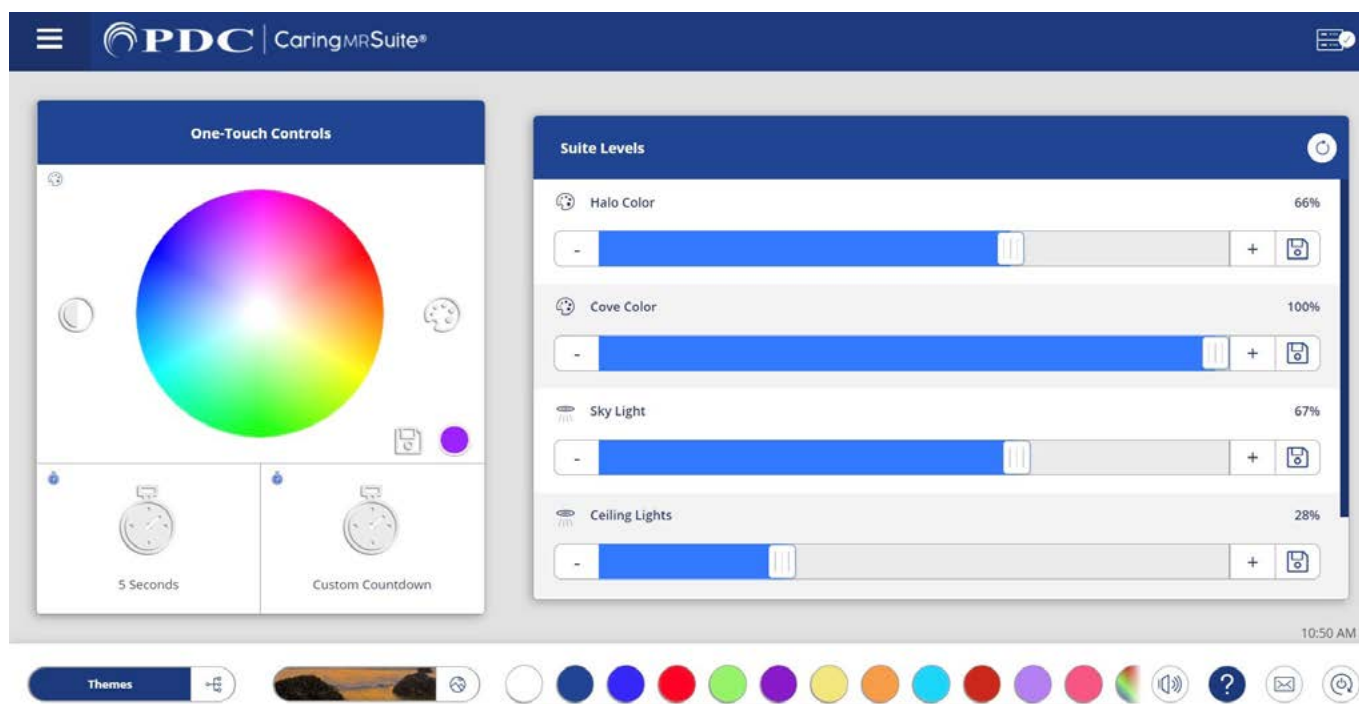 PDC | CaringMRSuite®
One-Touch Controls
5 Seconds
Custom Countdown
Suite Levels
Halo Color 66%
- +
Cove Color 100%
- +
Sky Light 67%
- +
Ceiling Lights 28%
- +
10:50 AM
Themes
?